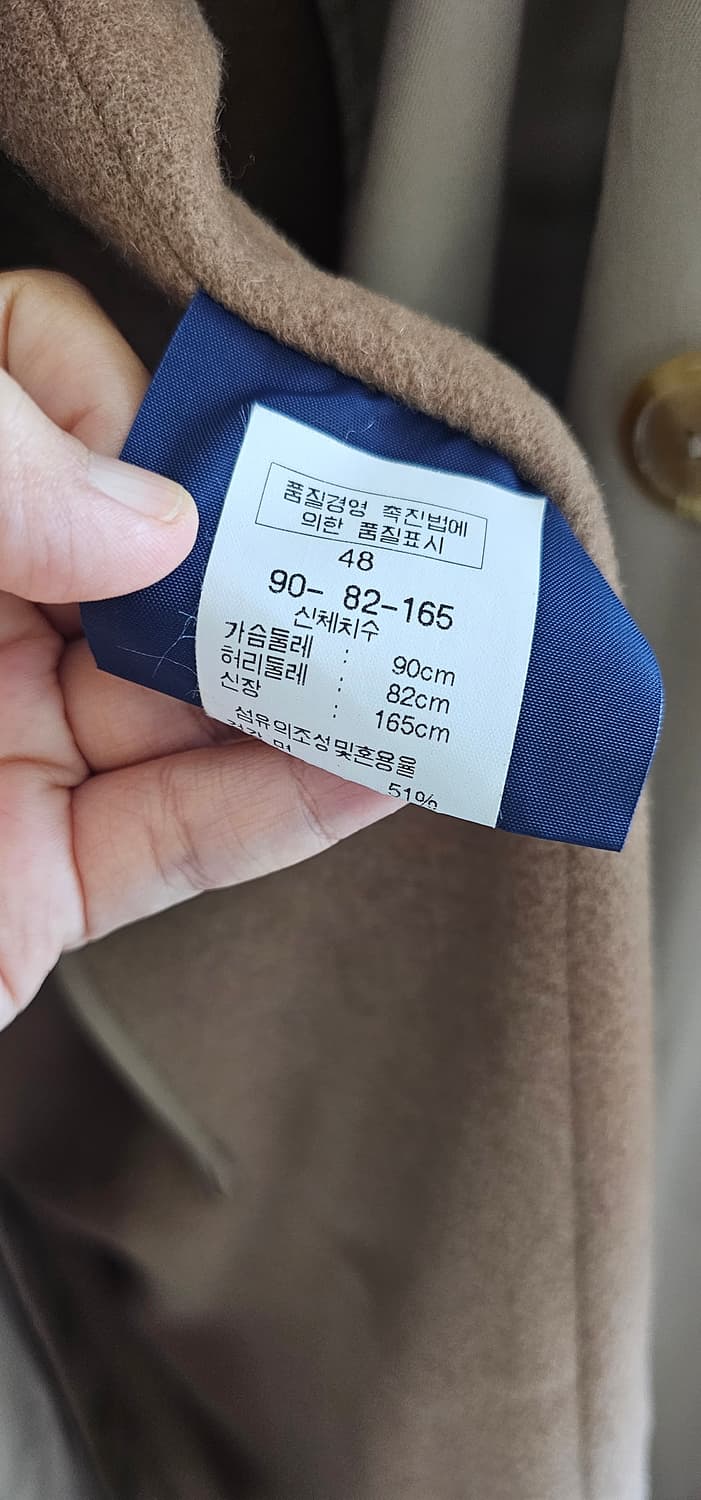 품질경영 촉진법에
의한 품질표시
48
90- 82-165
신체치수
가슴둘레 : 90cm
허리둘레 : 82cm
신장 : 165cm
섬유의조성및혼용율
51%